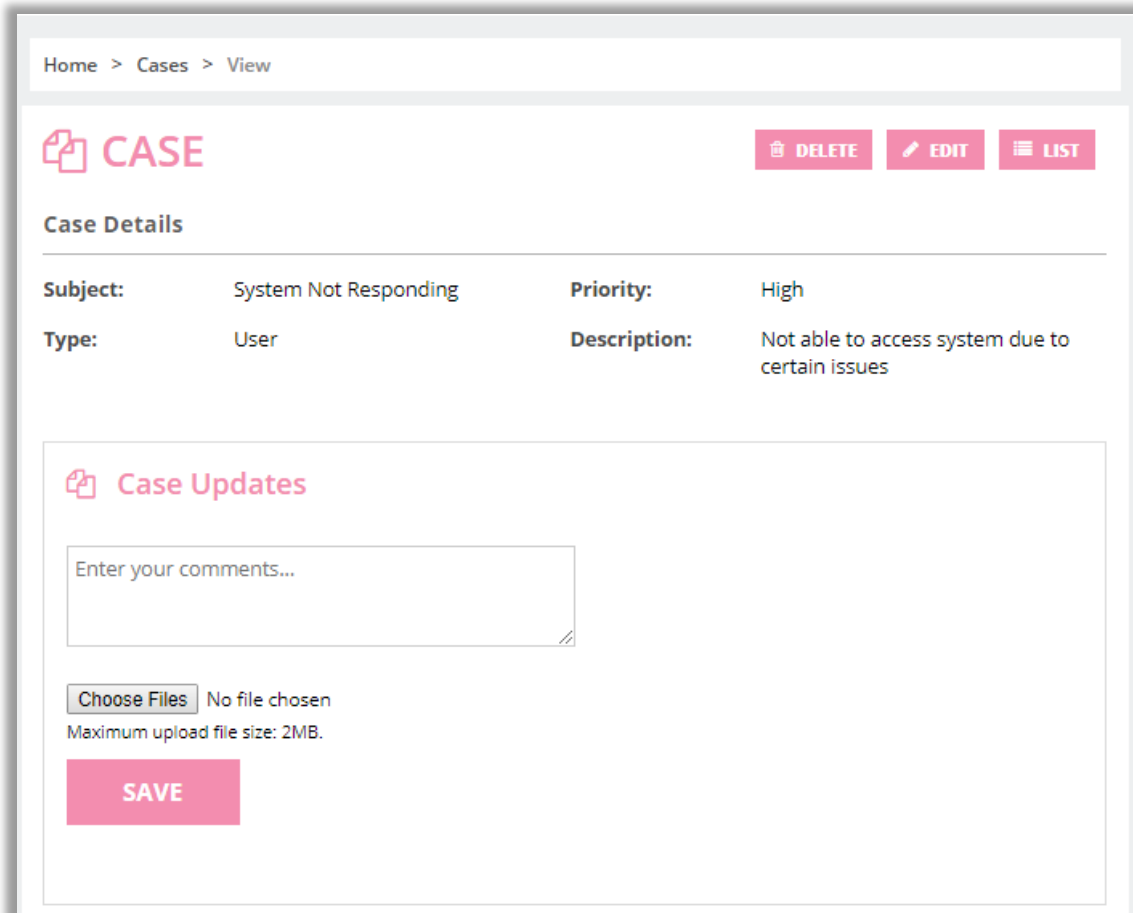 Home > Cases > View
CASE
DELETE
EDIT
LIST
Case Details
Subject: System Not Responding Priority: High
Type: User Description: Not able to access system due to
certain issues
Case Updates
Enter your comments...
Choose Files No file chosen
Maximum upload file size: 2MB.
SAVE